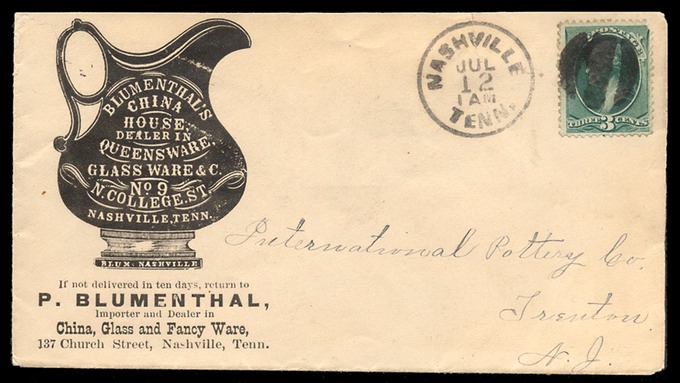 BLUMENTHAL'S
CHINA
HOUSE.
DEALER IN
QUEENSWARE.
GLASS WARE & C.
No 9
N. COLLEGE. ST.
NASHVILLE, TENN.
BLUM. NASHVILLE
If not delivered in ten days, return to
P. BLUMENTHAL,
Importer and Dealer in
China, Glass and Fancy Ware,
137 Church Street, Nashville, Tenn.
NASHVILLE
JUL
12
1 AM
TENN.
POSTAGE
THREE 3 CENTS
International Pottery Co.
Trenton
N. J.